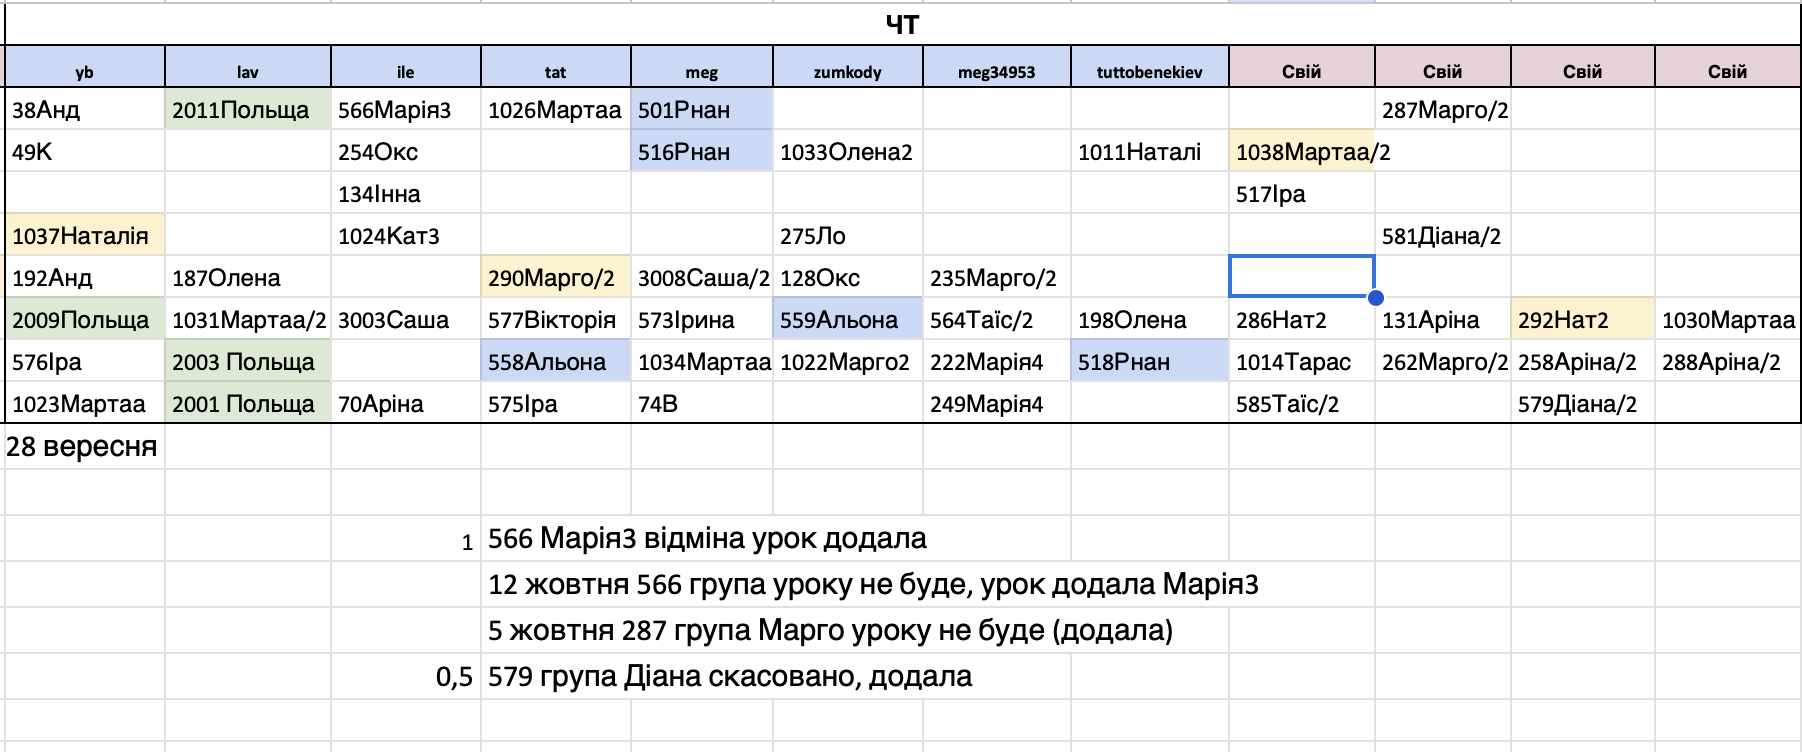 ЧТ
yb lav ile tat meg zumkody meg34953 tuttobenekiev Свій Свій Свій Свій
38Анд 2011Польща 566Марія3 1026Мартаа 501Рнан 287Марго/2
49К 254Окс 516Рнан 1033Олена2 1011Наталі 1038Мартаа/2
134Інна 517Іра
1037Наталія 1024Кат3 275Ло 581Діана/2
192Анд 187Олена 290Марго/2 3008Саша/2 128Окс 235Марго/2
2009Польща 1031Мартаа/2 3003Саша 577Вікторія 573Ірина 559Альона 564Таїс/2 198Олена 286Нат2 131Аріна 292Нат2 1030Мартаа
576Іра 2003 Польща 558Альона 1034Мартаа 1022Марго2 222Марія4 518Рнан 1014Тарас 262Марго/2 258Аріна/2 288Аріна/2
1023Мартаа 2001 Польща 70Аріна 575Іра 74В 249Марія4 585Таїс/2 579Діана/2
28 вересня
1 566 Марія3 відміна урок додала
12 жовтня 566 група уроку не буде, урок додала Марія3
5 жовтня 287 група Марго уроку не буде (додала)
0,5 579 група Діана скасовано, додала